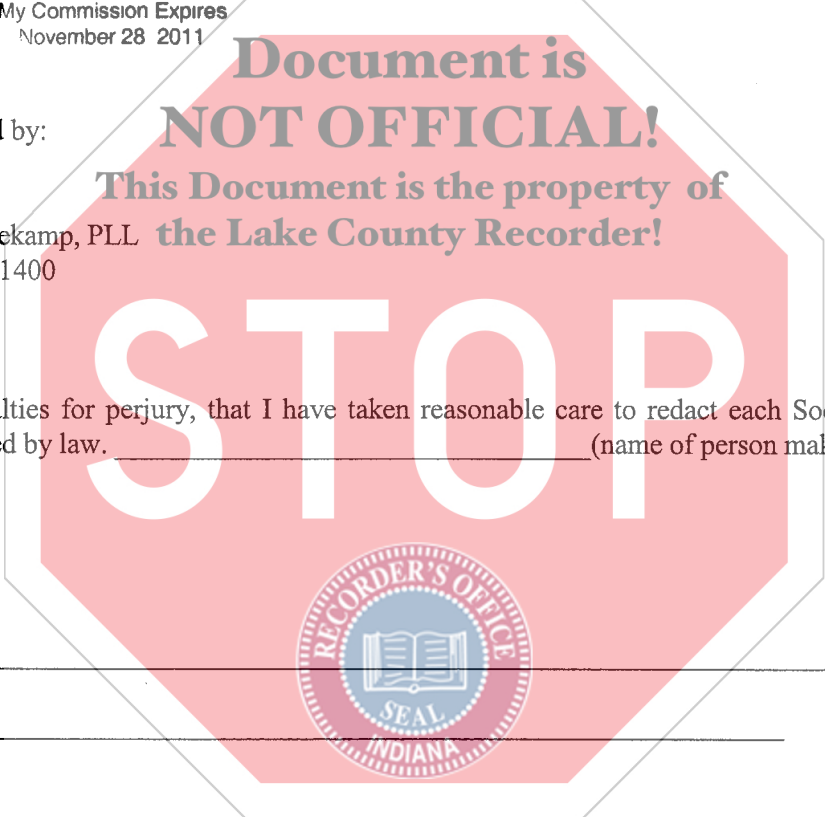 My Commission Expires
November 28 2011
Document is
NOT OFFICIAL!
by:
This Document is the property of
ekamp, PLL the Lake County Recorder!
1400
STOP
lties for perjury, that I have taken reasonable care to redact each So
ed by law. (name of person mak
RECORDER'S OFFICE
SEAL
INDIANA